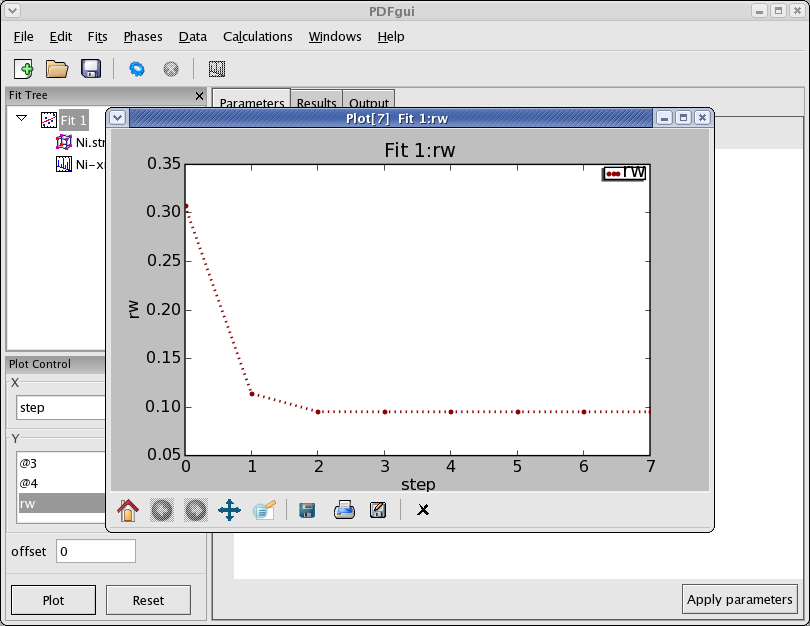 PDFgui
File Edit Fits Phases Data Calculations Windows Help
Fit Tree
Parameters Results Output
Fit 1
Ni.str
Ni-x
Plot[7] Fit 1:rw
Fit 1:rw
rw
0.35
0.30
0.25
0.20
0.15
0.10
0.05
rw
0 1 2 3 4 5 6 7
step
Plot Control
X
step
Y
@3
@4
rw
offset 0
Plot Reset
Apply parameters